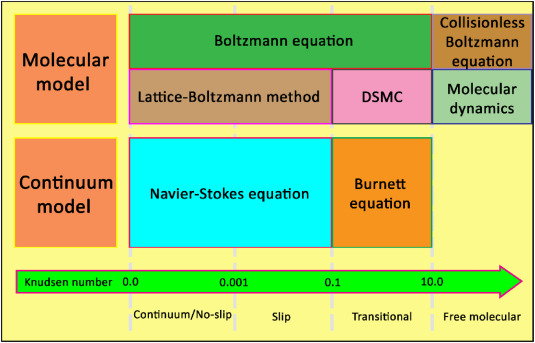 Molecular
model
Boltzmann equation
Collisionless
Boltzmann
equation
Lattice-Boltzmann method
DSMC
Molecular
dynamics
Continuum
model
Navier-Stokes equation
Burnett
equation
Knudsen number 0.0 0.001 0.1 10.0
Continuum/No-slip Slip Transitional Free molecular